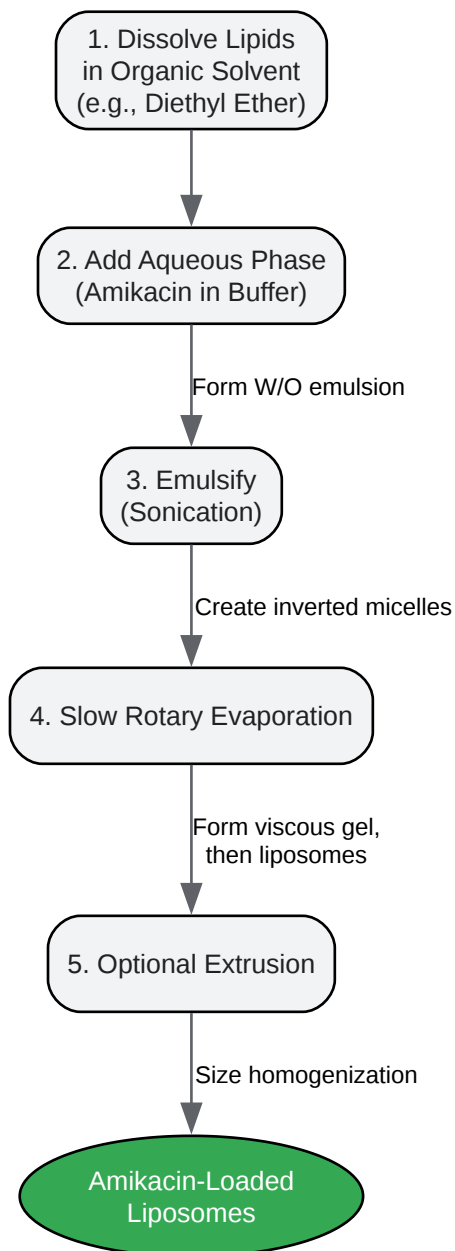 1. Dissolve Lipids
in Organic Solvent
(e.g., Diethyl Ether)
2. Add Aqueous Phase
(Amikacin in Buffer)
Form W/O emulsion
3. Emulsify
(Sonication)
Create inverted micelles
4. Slow Rotary Evaporation
Form viscous gel,
then liposomes
5. Optional Extrusion
Size homogenization
Amikacin-Loaded
Liposomes